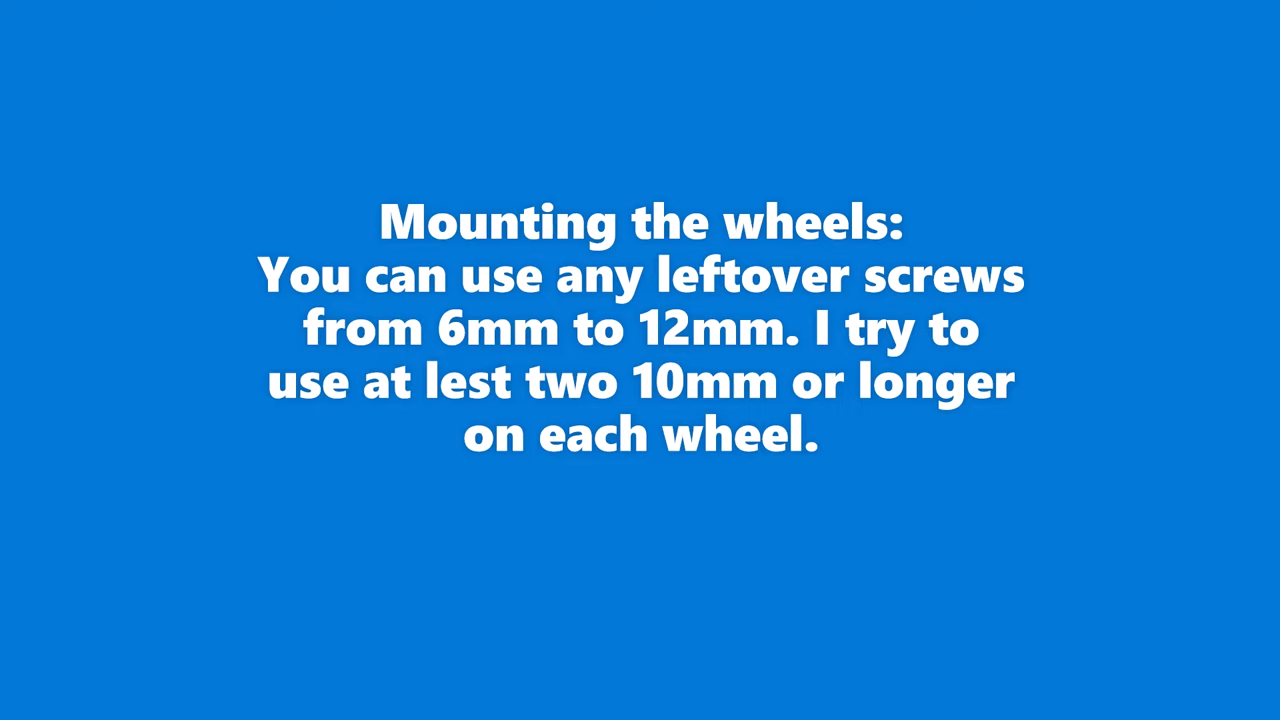 Mounting the wheels:
You can use any leftover screws
from 6mm to 12mm. I try to
use at lest two 10mm or longer
on each wheel.